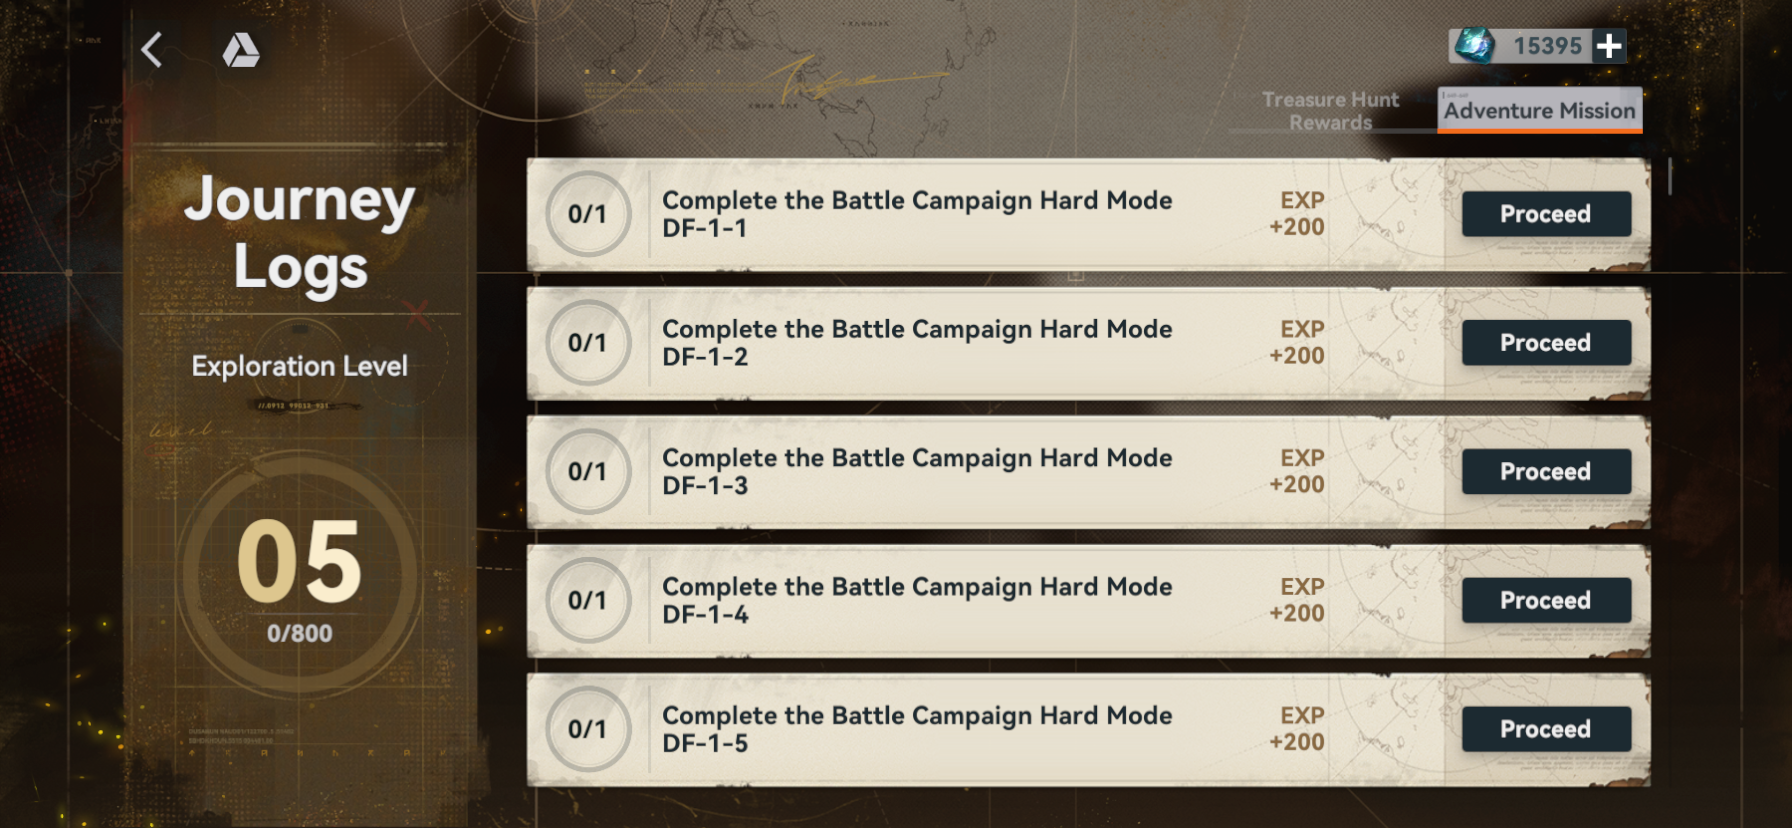 15395
Treasure Hunt
Rewards
Adventure Mission
Journey
Logs
Exploration Level
level
05
0/800
0/1
Complete the Battle Campaign Hard Mode
DF-1-1
EXP
+200
Proceed
0/1
Complete the Battle Campaign Hard Mode
DF-1-2
EXP
+200
Proceed
0/1
Complete the Battle Campaign Hard Mode
DF-1-3
EXP
+200
Proceed
0/1
Complete the Battle Campaign Hard Mode
DF-1-4
EXP
+200
Proceed
0/1
Complete the Battle Campaign Hard Mode
DF-1-5
EXP
+200
Proceed